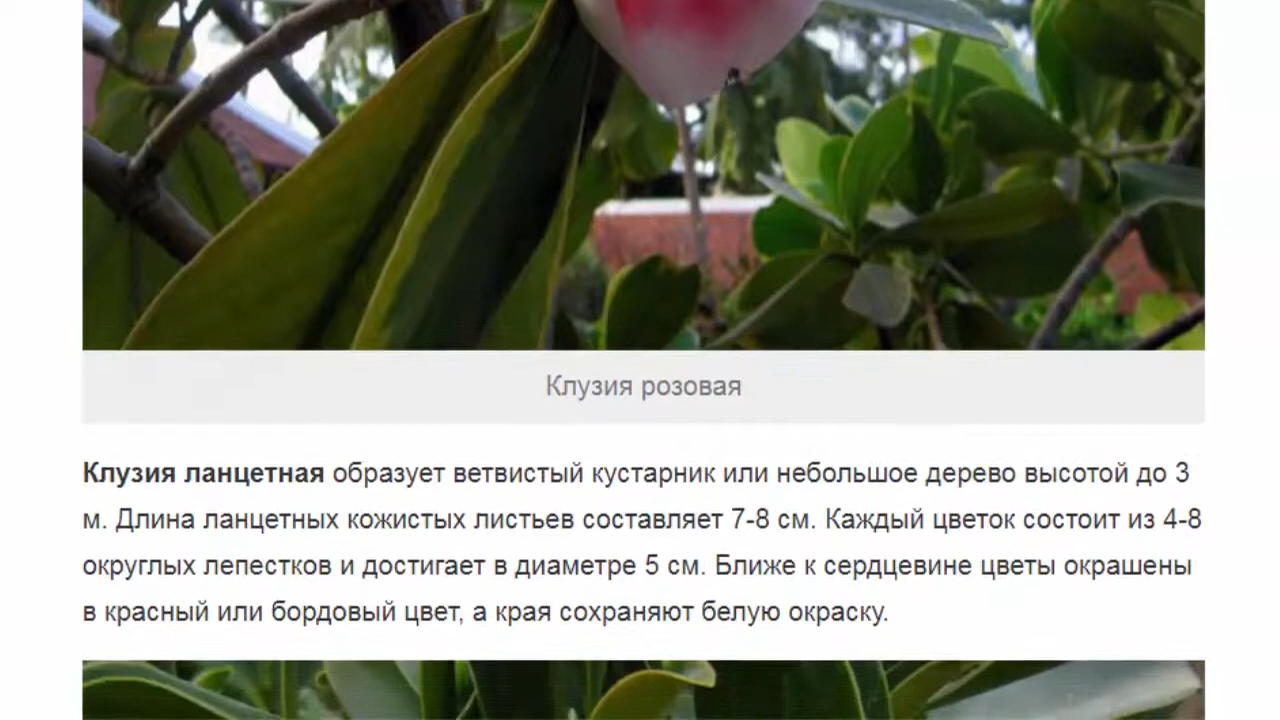 Клузия розовая
Клузия ланцетная образует ветвистый кустарник или небольшое дерево высотой до 3
м. Длина ланцетных кожистых листьев составляет 7-8 см. Каждый цветок состоит из 4-8
округлых лепестков и достигает в диаметре 5 см. Ближе к сердцевине цветы окрашены
в красный или бордовый цвет, а края сохраняют белую окраску.